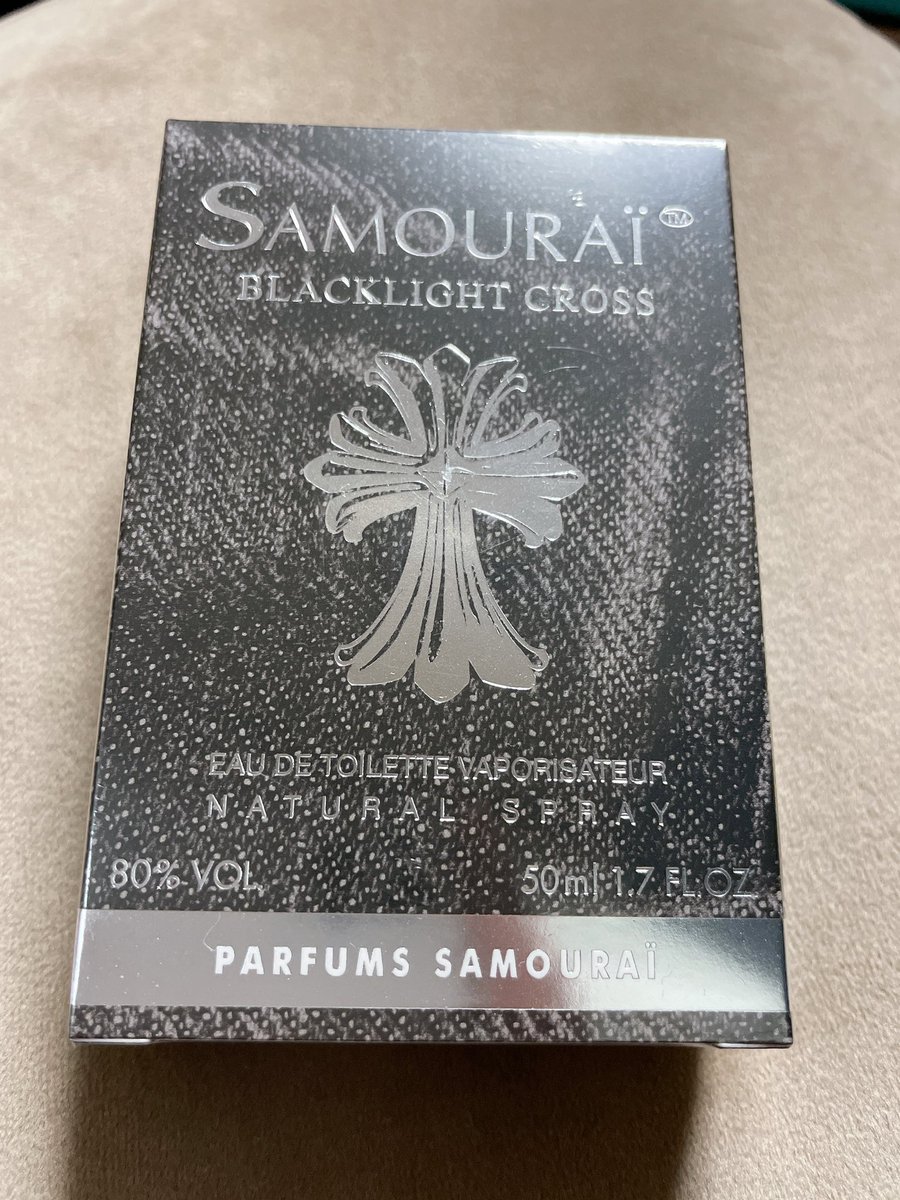 SAMOURAÏ™
BLACKLIGHT CROSS
EAU DE TOILETTE VAPORISATEUR
NATURAL SPRAY
80% VOL. 50ml 1.7 FL.OZ.
PARFUMS SAMOURAÏ